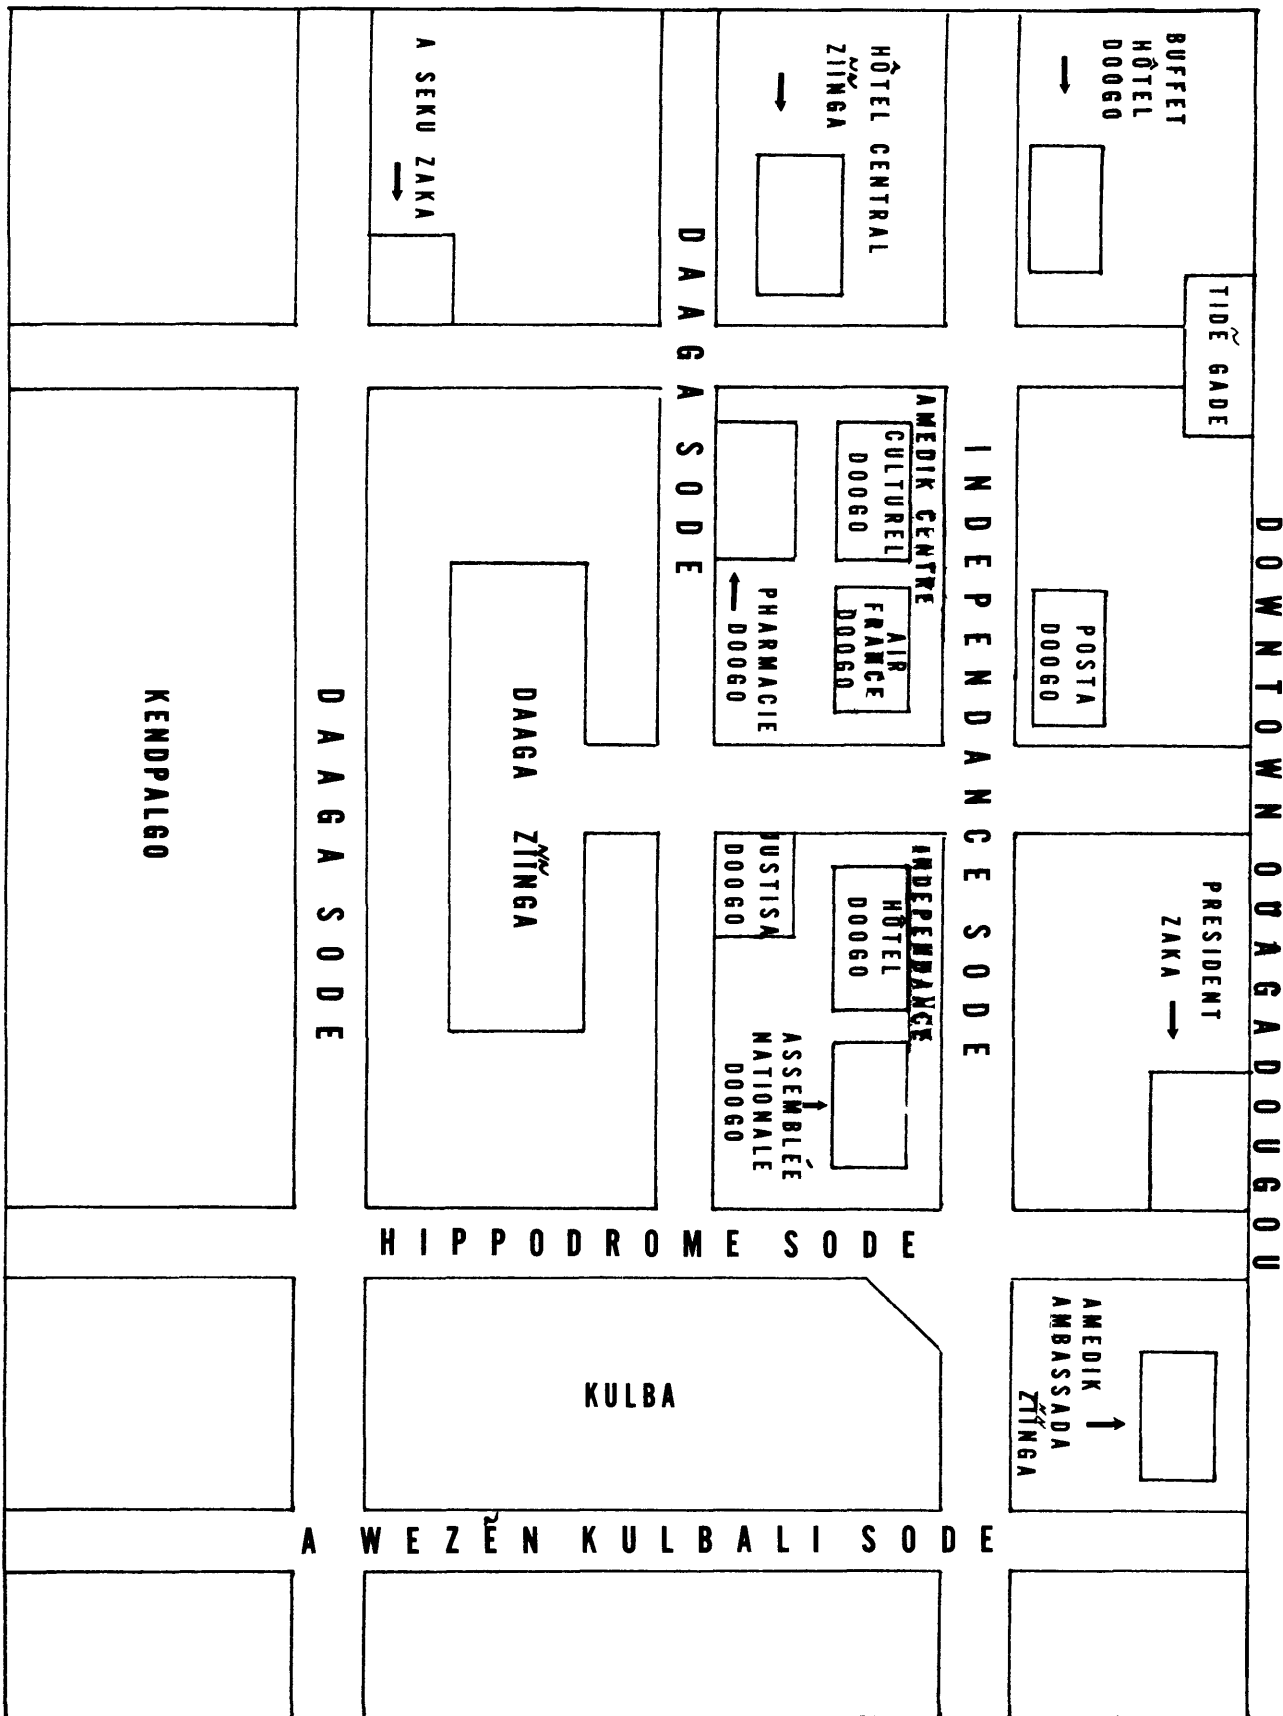 DOWNTOWN OUAGADOUGOU
BUFFET
HÔTEL
DOOGO
TIDẼ GADE
POSTA
DOOGO
PRESIDENT
ZAKA
AMEDIK
AMBASSADA
ZĨĨNGA
INDEPENDANCE SODE
HÔTEL CENTRAL
ZĨĨNGA
AMEDIK CENTRE
CULTUREL
DOOGO
AIR
FRANCE
DOOGO
PHARMACIE
DOOGO
INDEPENDANCE
HÔTEL
DOOGO
JUSTISA
DOOGO
ASSEMBLÉE
NATIONALE
DOOGO
DAAGA SODE
A SEKU ZAKA
DAAGA ZĨĨNGA
HIPPODROME SODE
KULBA
A WEZẼN KULBALI SODE
DAAGA SODE
KENDPALGO